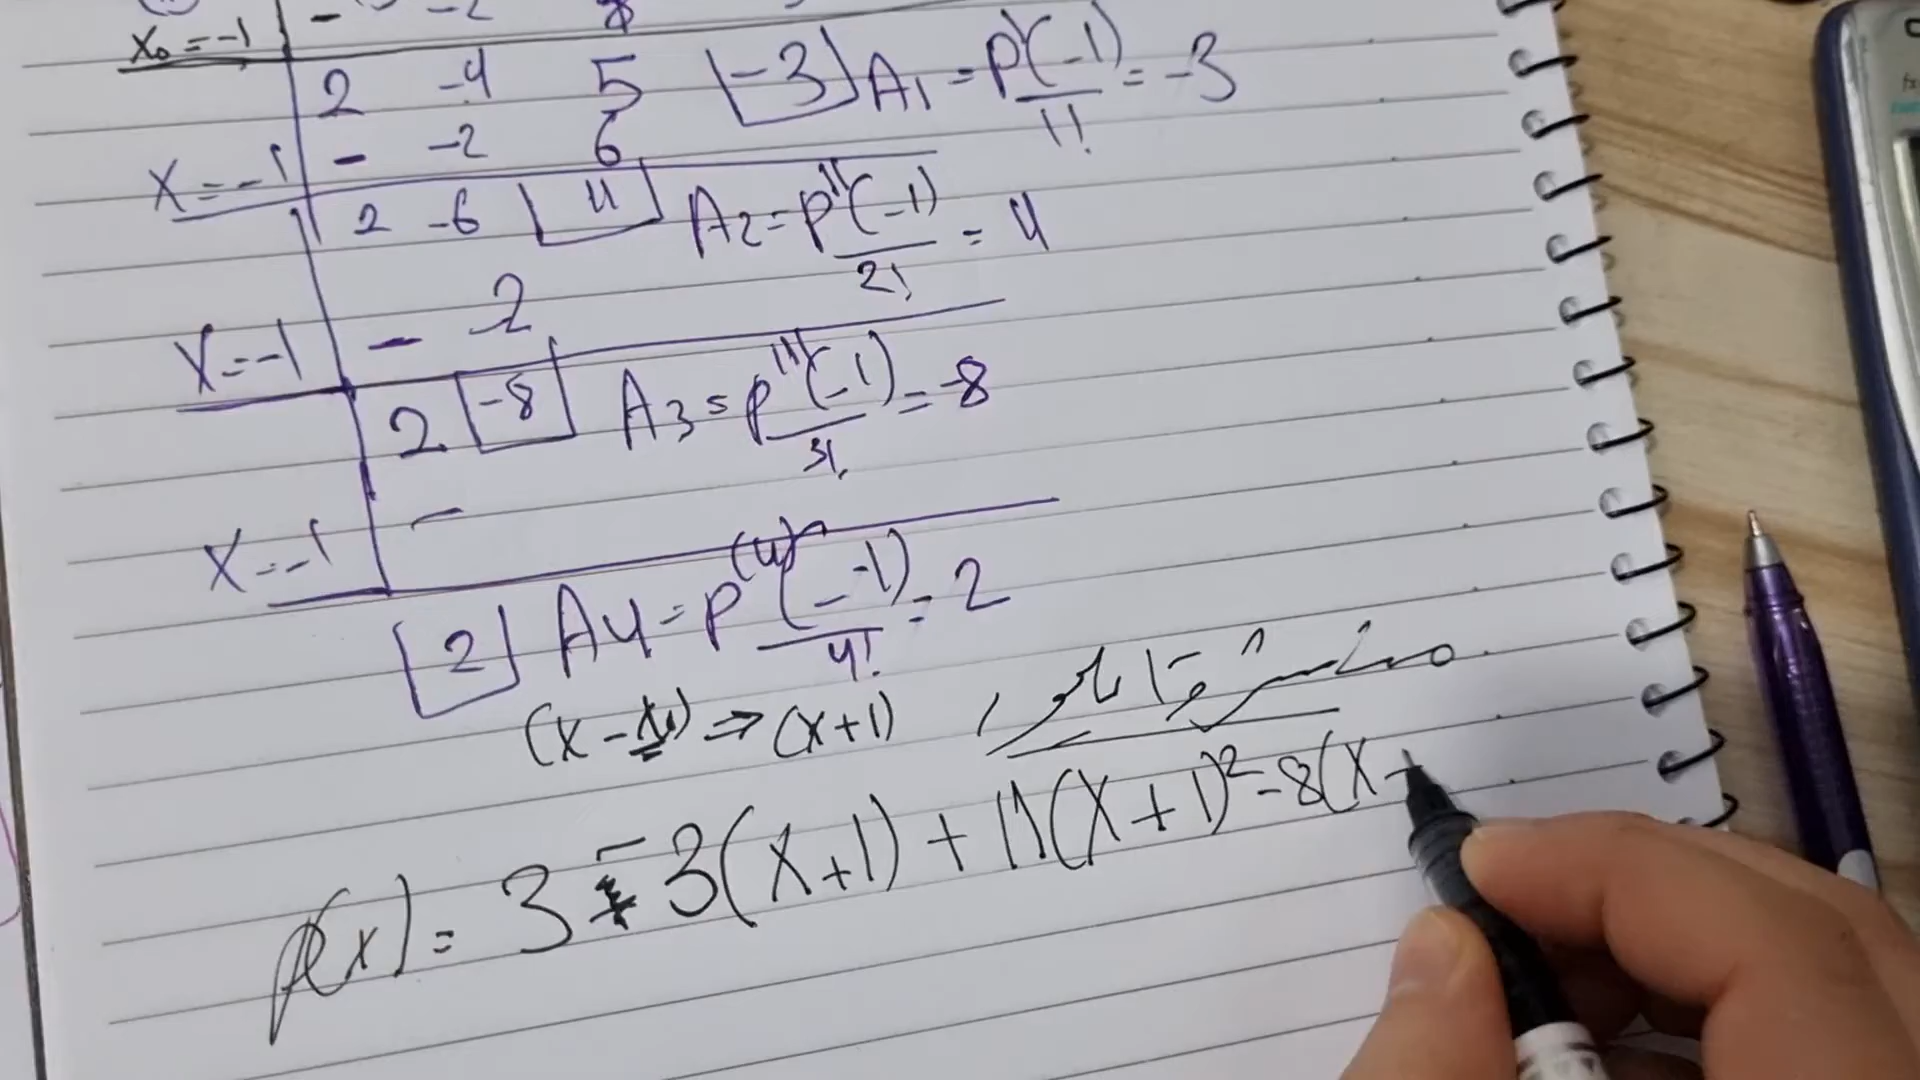 x₀ = -1 - -2
2 -4 5 -3 A1 = P'(-1)/1! = -3
x = -1 - -2 6
2 -6 11 A2 = P''(-1)/2! = 11
x = -1 - -2
2 -8 A3 = P'''(-1)/3! = -8
x = -1 -
2 A4 = P⁽⁴⁾(-1)/4! = 2
(x - x₀) ⇒ (x+1)
p(x) = 3 - 3(x+1) + 11(x+1)² - 8(x
fx